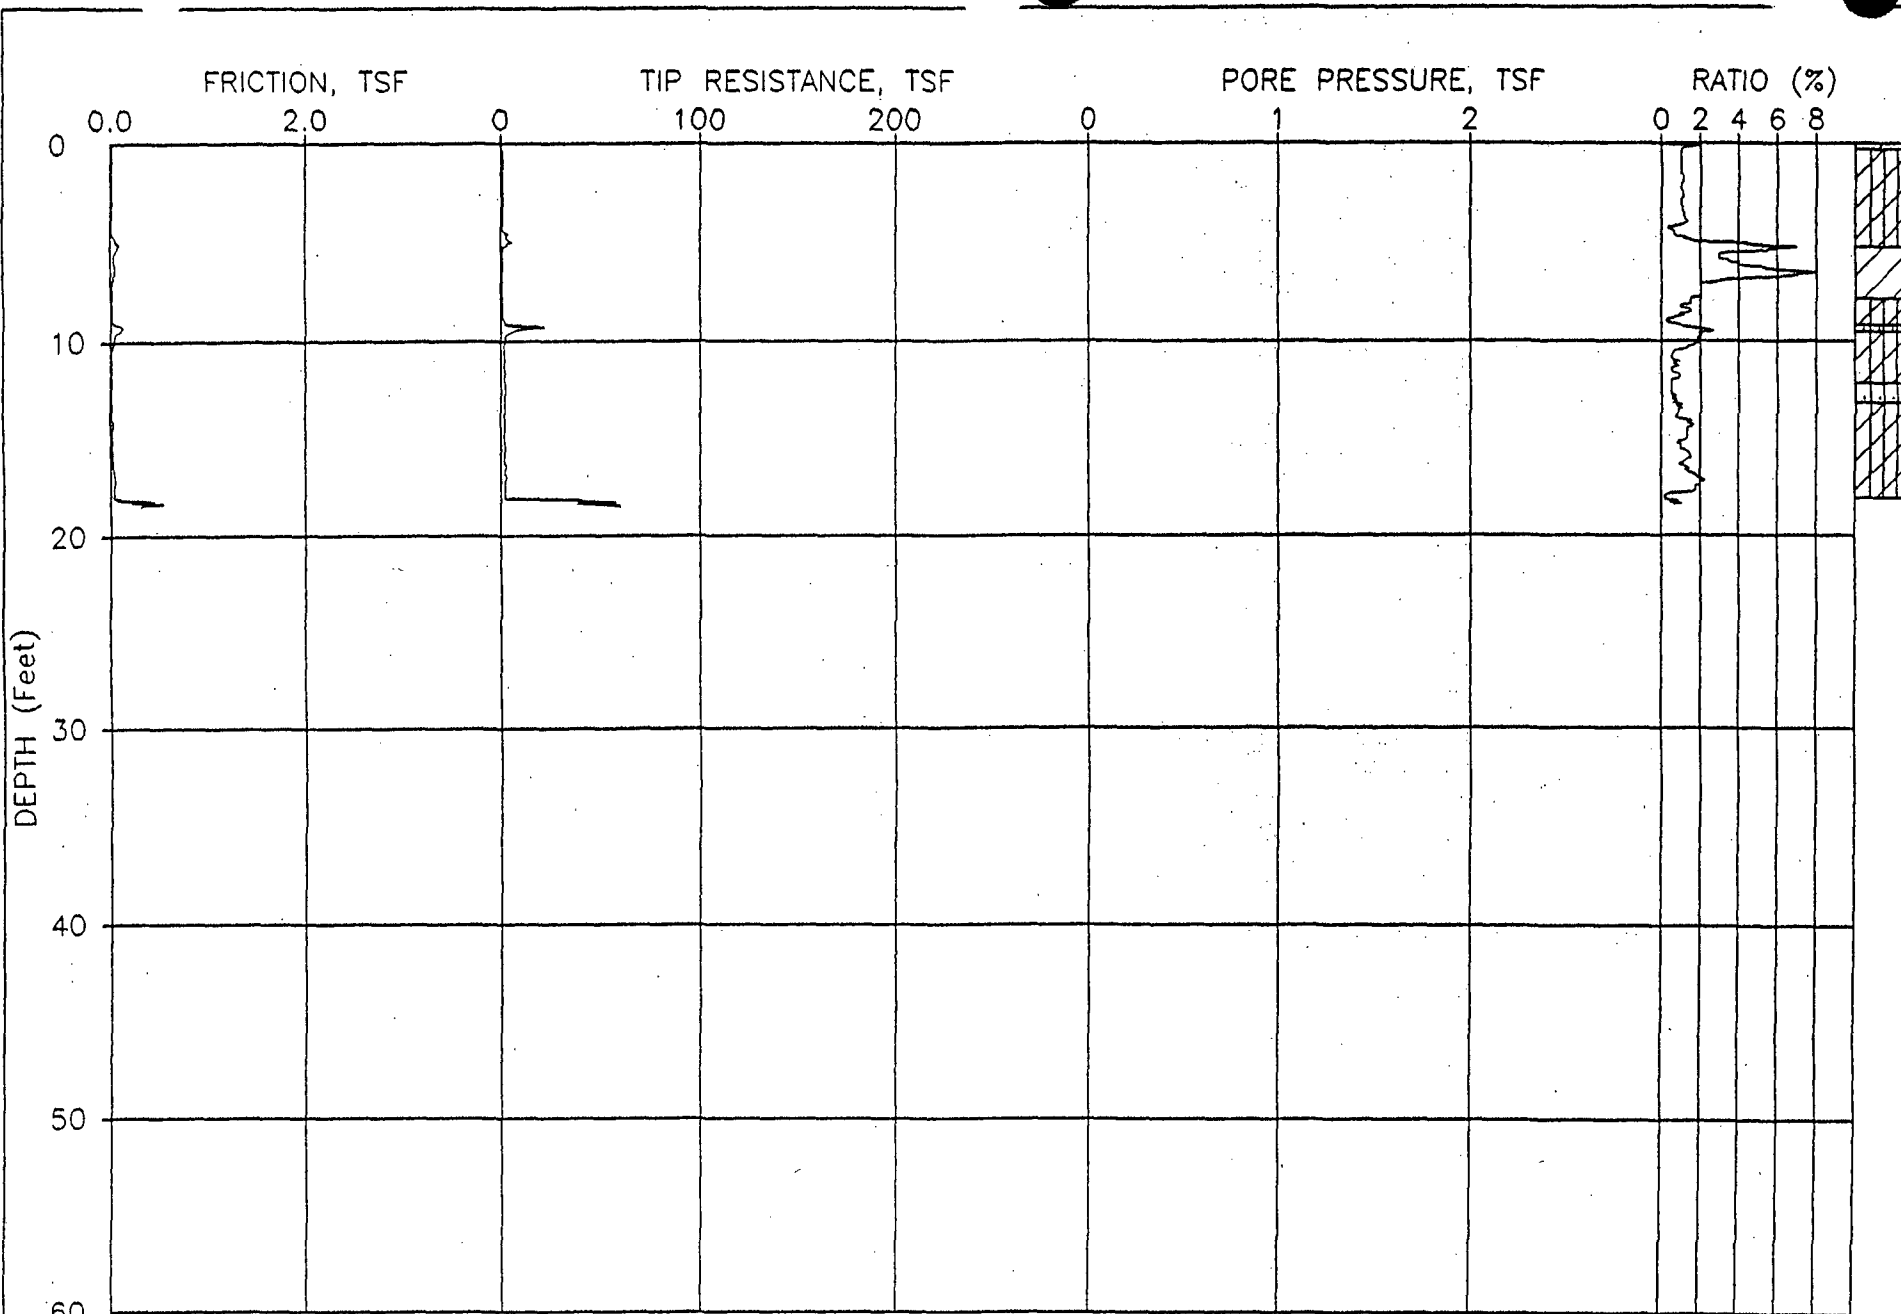 FRICTION, TSF TIP RESISTANCE, TSF PORE PRESSURE, TSF RATIO (%)
0.0 2.0 0 100 200 0 1 2 0 2 4 6 8
0
10
20
30
DEPTH (Feet)
40
50
60